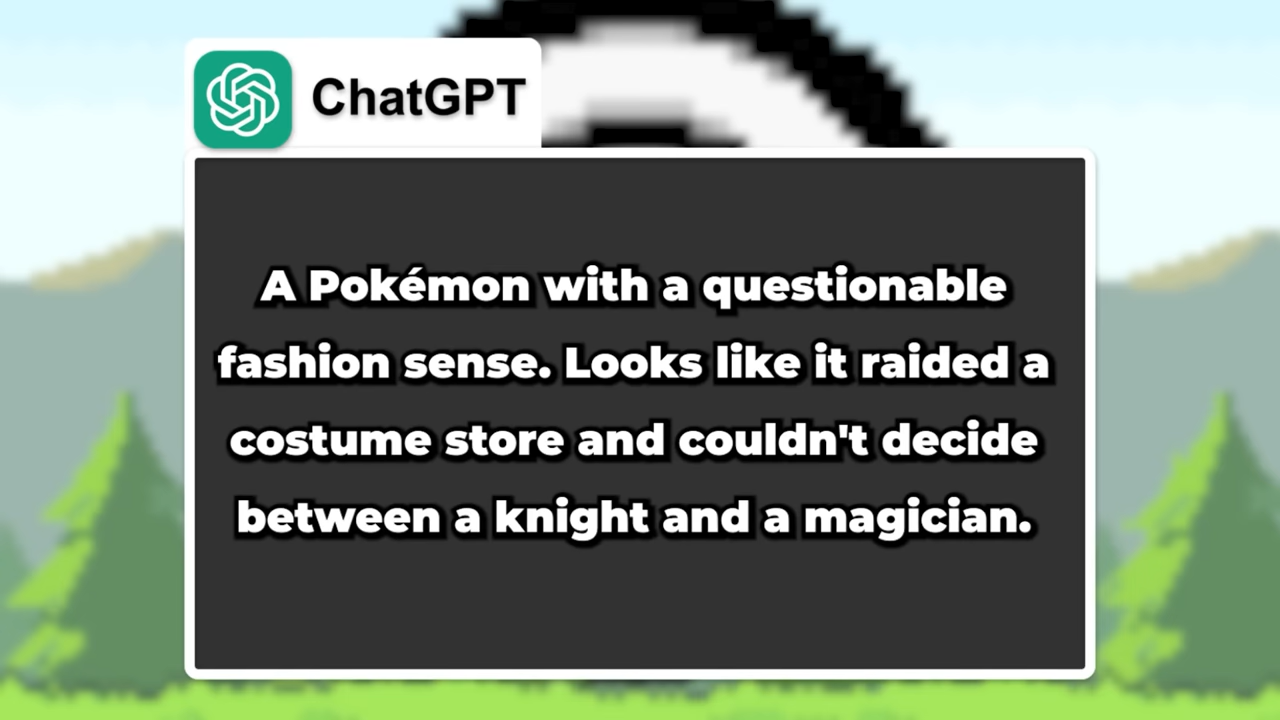 ChatGPT
A Pokémon with a questionable
fashion sense. Looks like it raided a
costume store and couldn't decide
between a knight and a magician.